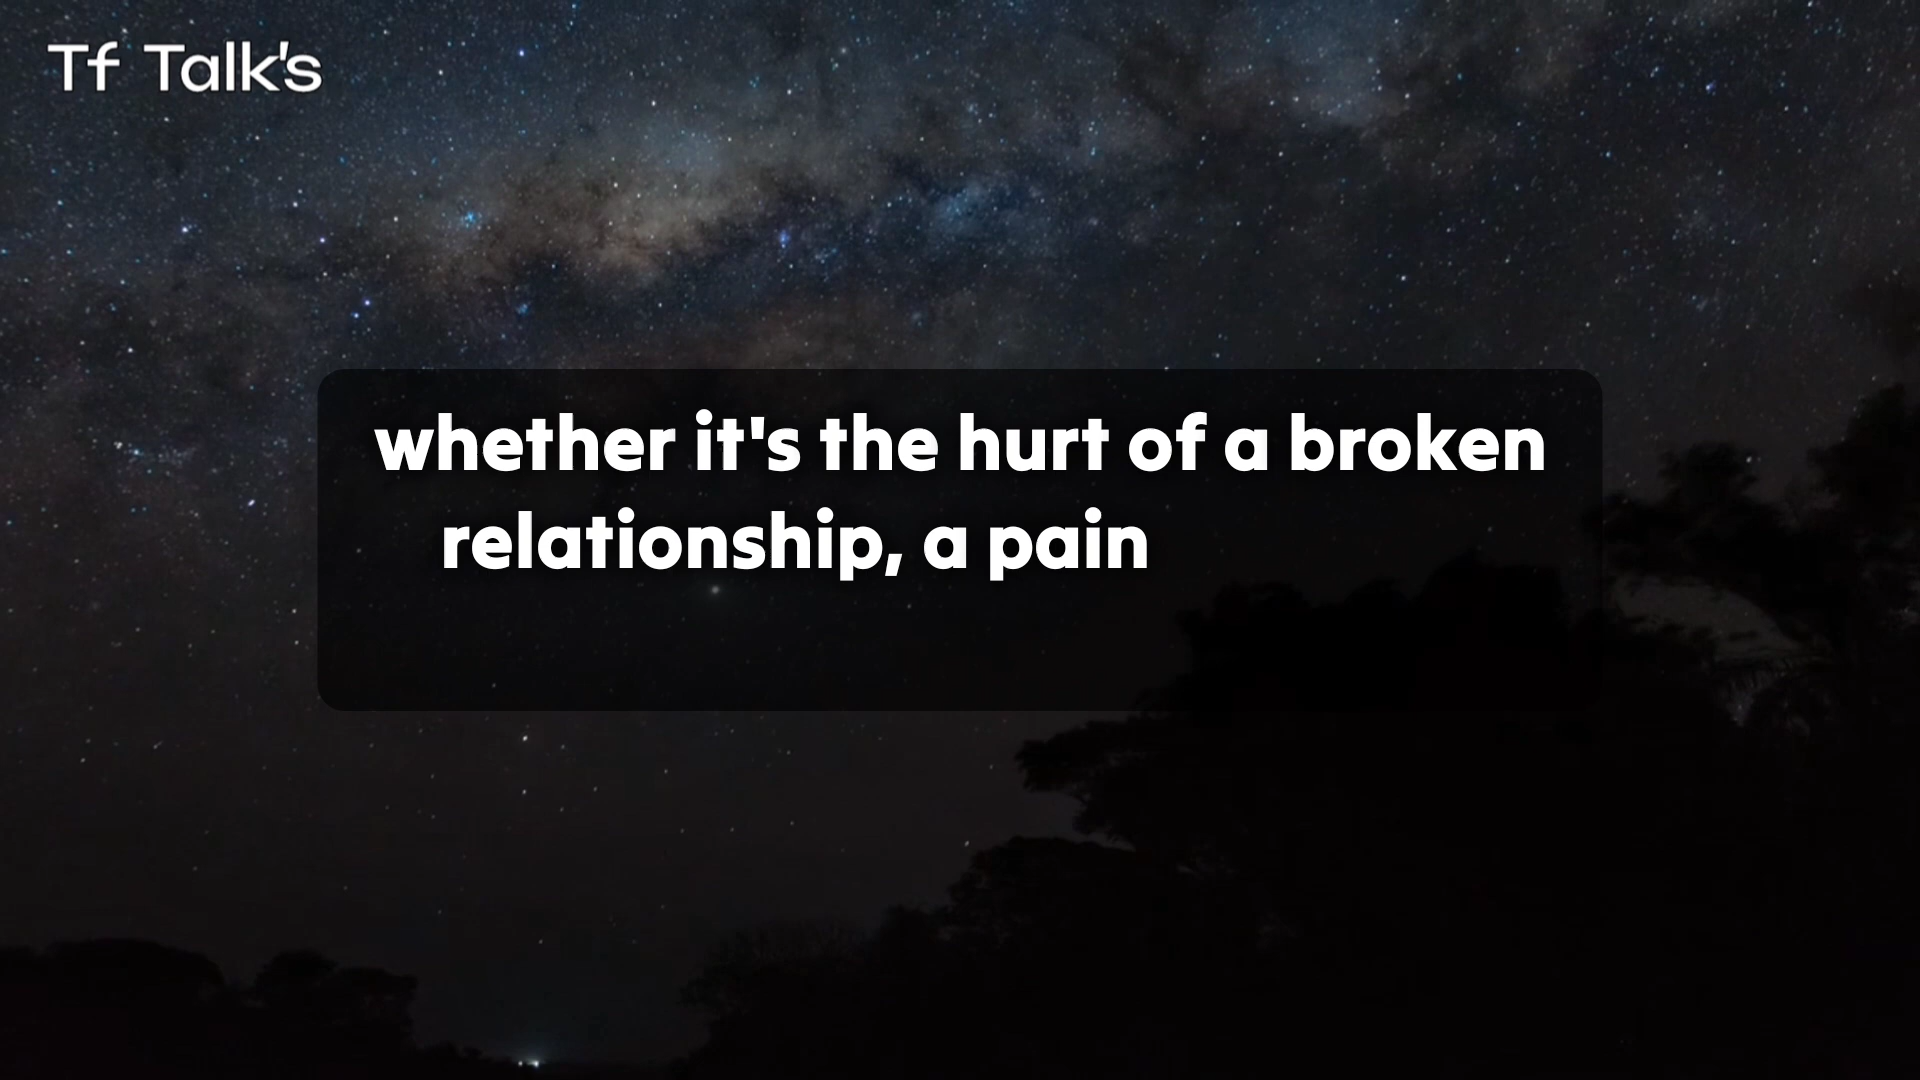 Tf Talk's
whether it's the hurt of a broken
relationship, a pain